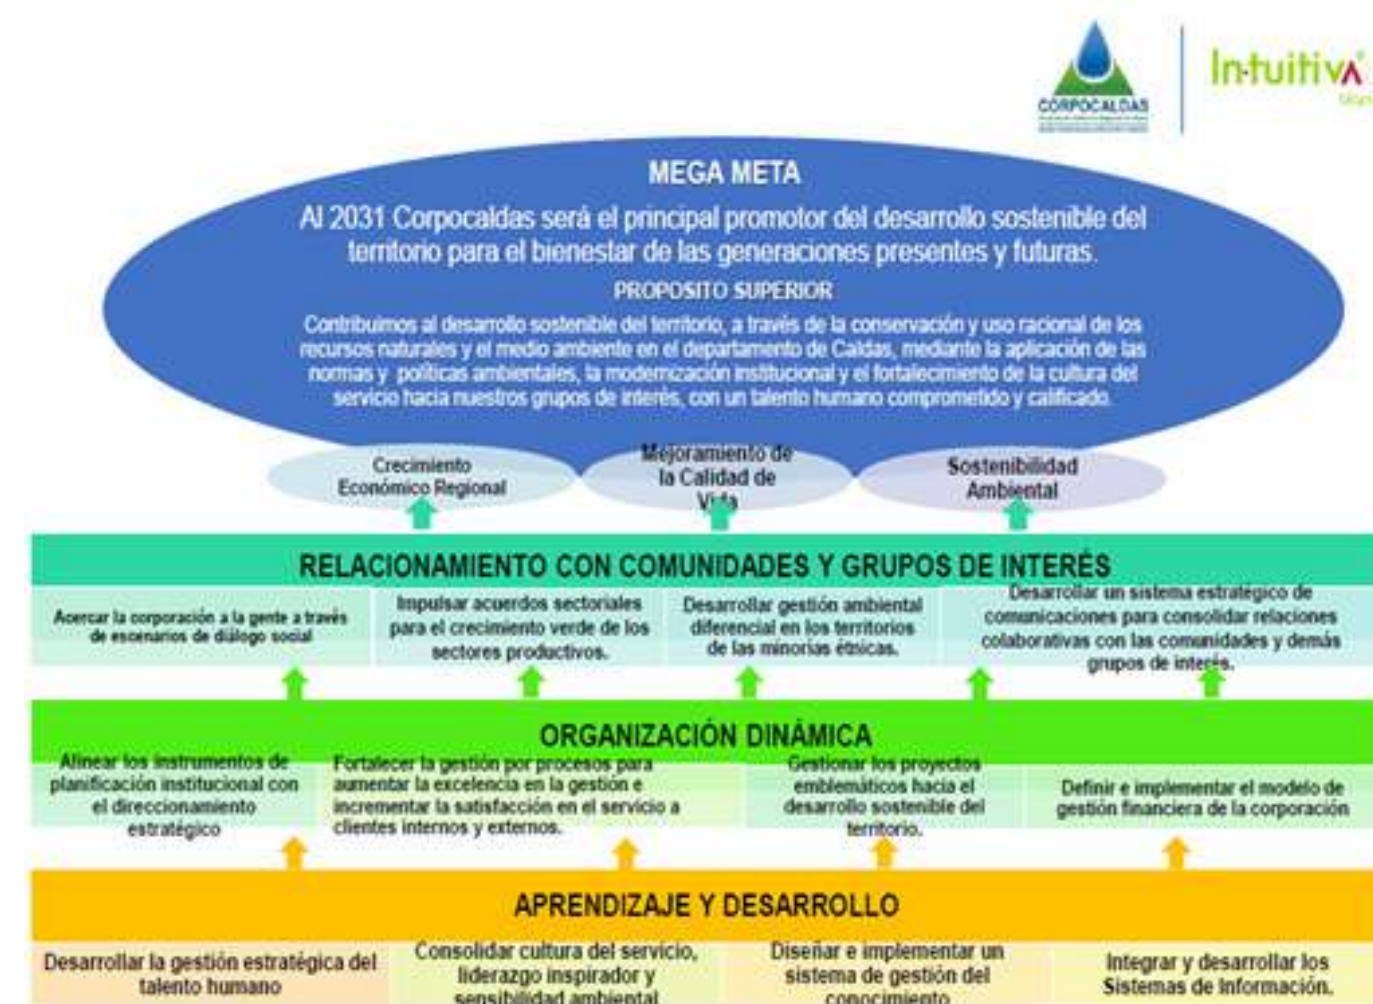 CORPOCALDAS
In·tuitiva
MEGA META
Al 2031 Corpocaldas será el principal promotor del desarrollo sostenible del
territorio para el bienestar de las generaciones presentes y futuras.
PROPOSITO SUPERIOR
Contribuimos al desarrollo sostenible del territorio, a través de la conservación y uso racional de los
recursos naturales y el medio ambiente en el departamento de Caldas, mediante la aplicación de las
normas y políticas ambientales, la modernización institucional y el fortalecimiento de la cultura del
servicio hacia nuestros grupos de interés, con un talento humano comprometido y calificado.
Crecimiento
Económico Regional
Mejoramiento de
la Calidad de
Vida
Sostenibilidad
Ambiental
RELACIONAMIENTO CON COMUNIDADES Y GRUPOS DE INTERÉS
Acercar la corporación a la gente a través
de escenarios de diálogo social
Impulsar acuerdos sectoriales
para el crecimiento verde de los
sectores productivos.
Desarrollar gestión ambiental
diferencial en los territorios
de las minorías étnicas.
Desarrollar un sistema estratégico de
comunicaciones para consolidar relaciones
colaborativas con las comunidades y demás
grupos de interés.
ORGANIZACIÓN DINÁMICA
Alinear los instrumentos de
planificación institucional con
el direccionamiento
estratégico
Fortalecer la gestión por procesos para
aumentar la excelencia en la gestión e
incrementar la satisfacción en el servicio a
clientes internos y externos.
Gestionar los proyectos
emblemáticos hacia el
desarrollo sostenible del
territorio.
Definir e implementar el modelo de
gestión financiera de la corporación
APRENDIZAJE Y DESARROLLO
Desarrollar la gestión estratégica del
talento humano
Consolidar cultura del servicio,
liderazgo inspirador y
sensibilidad ambiental
Diseñar e implementar un
sistema de gestión del
conocimiento
Integrar y desarrollar los
Sistemas de Información.